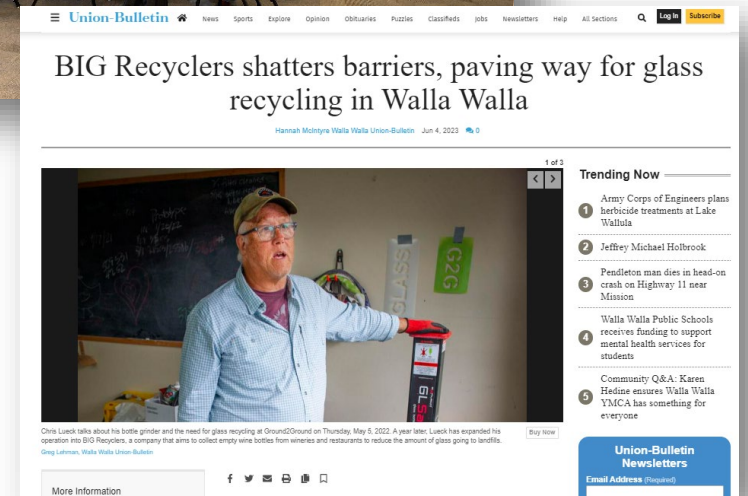 Union-Bulletin
News Sports Explore Opinion Obituaries Puzzles Classifieds Jobs Newsletters Help All Sections
Log In Subscribe
BIG Recyclers shatters barriers, paving way for glass
recycling in Walla Walla
Hannah McIntyre Walla Walla Union-Bulletin Jun 4, 2023 0
1 of 3
GLASS
G2G
GLSa
Chris Lueck talks about his bottle grinder and the need for glass recycling at Ground2Ground on Thursday, May 5, 2022. A year later, Lueck has expanded his
operation into BIG Recyclers, a company that aims to collect empty wine bottles from wineries and restaurants to reduce the amount of glass going to landfills.
Buy Now
Greg Lehman, Walla Walla Union-Bulletin
More Information
Trending Now
1 Army Corps of Engineers plans
herbicide treatments at Lake
Wallula
2 Jeffrey Michael Holbrook
3 Pendleton man dies in head-on
crash on Highway 11 near
Mission
4 Walla Walla Public Schools
receives funding to support
mental health services for
students
5 Community Q&A: Karen
Hedine ensures Walla Walla
YMCA has something for
everyone
Union-Bulletin
Newsletters
Email Address (Required)